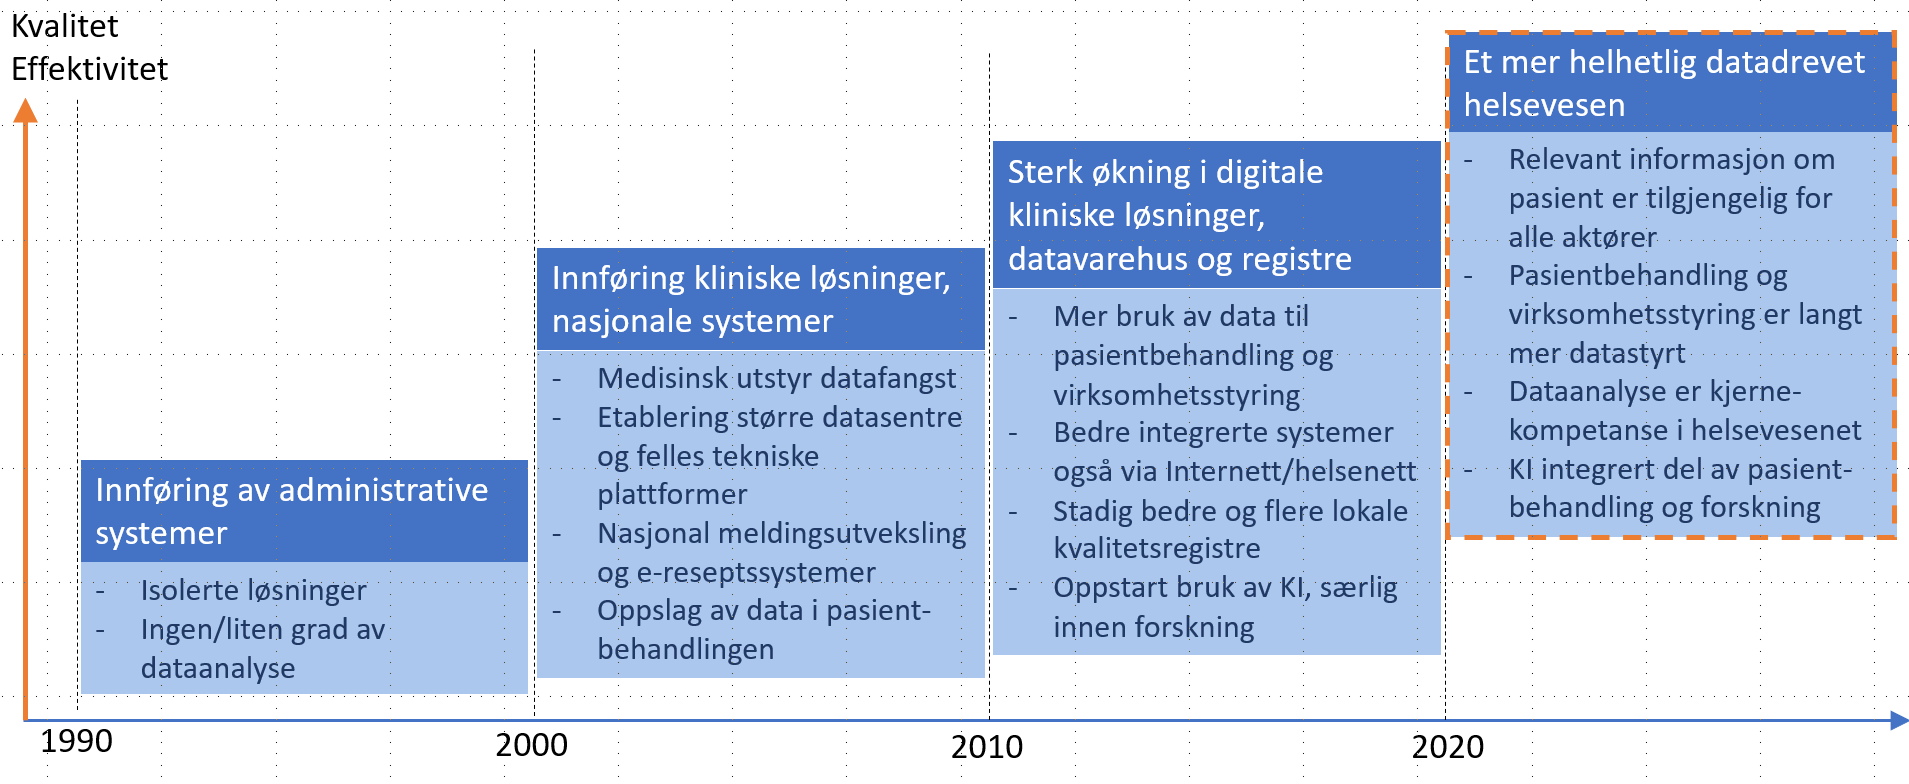 Kvalitet
Effektivitet
Innføring av administrative
systemer
- Isolerte løsninger
- Ingen/liten grad av
dataanalyse
Innføring kliniske løsninger,
nasjonale systemer
- Medisinsk utstyr datafangst
- Etablering større datasentre
og felles tekniske
plattformer
- Nasjonal meldingsutveksling
og e-reseptssystemer
- Oppslag av data i pasient-
behandlingen
Sterk økning i digitale
kliniske løsninger,
datavarehus og registre
- Mer bruk av data til
pasientbehandling og
virksomhetsstyring
- Bedre integrerte systemer
også via Internett/helsenett
- Stadig bedre og flere lokale
kvalitetsregistre
- Oppstart bruk av KI, særlig
innen forskning
Et mer helhetlig datadrevet
helsevesen
- Relevant informasjon om
pasient er tilgjengelig for
alle aktører
- Pasientbehandling og
virksomhetsstyring er langt
mer datastyrt
- Dataanalyse er kjerne-
kompetanse i helsevesenet
- KI integrert del av pasient-
behandling og forskning
1990
2000
2010
2020